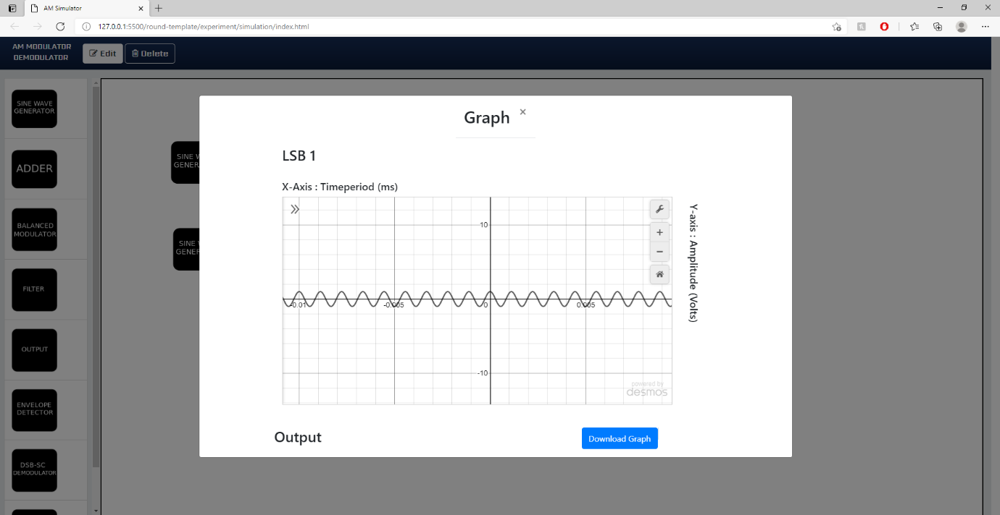 AM Simulator
127.0.0.1:5500/round-template/experiment/simulation/index.html
AM MODULATOR
DEMODULATOR
Edit
Delete
SINE WAVE
GENERATOR
ADDER
BALANCED
MODULATOR
FILTER
OUTPUT
ENVELOPE
DETECTOR
DSB-SC
DEMODULATOR
SINE
GENER
SINE
GENER
Graph
LSB 1
X-Axis : Timeperiod (ms)
10
-0.01
-0.005
0
0.005
-10
powered by
desmos
Y-axis : Amplitude (Volts)
Output
Download Graph